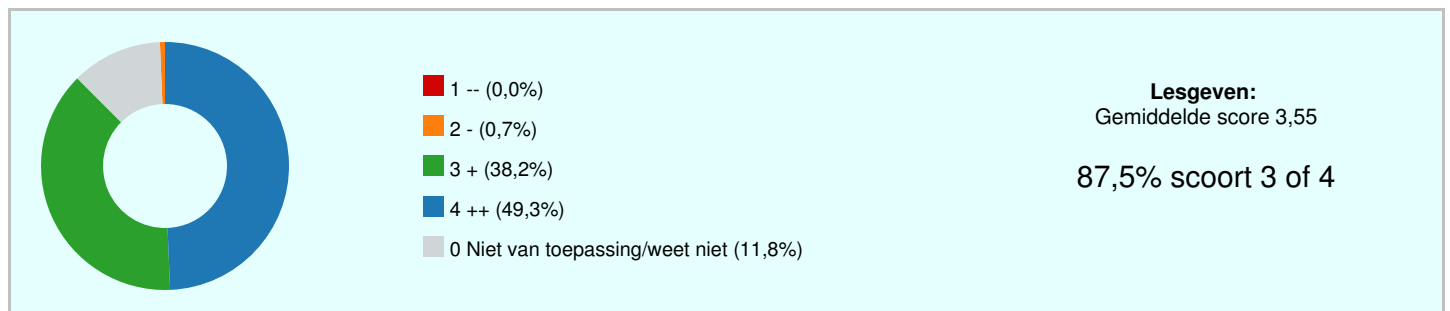 1 -- (0,0%)
2 - (0,7%)
3 + (38,2%)
4 ++ (49,3%)
0 Niet van toepassing/weet niet (11,8%)
Lesgeven:
Gemiddelde score 3,55
87,5% scoort 3 of 4